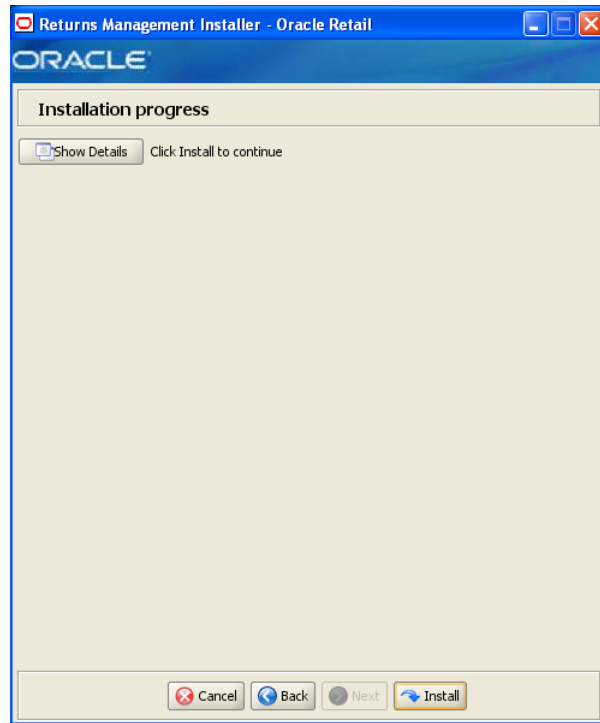 Returns Management Installer - Oracle Retail
ORACLE
Installation progress
Show Details Click Install to continue
Cancel Back Next Install